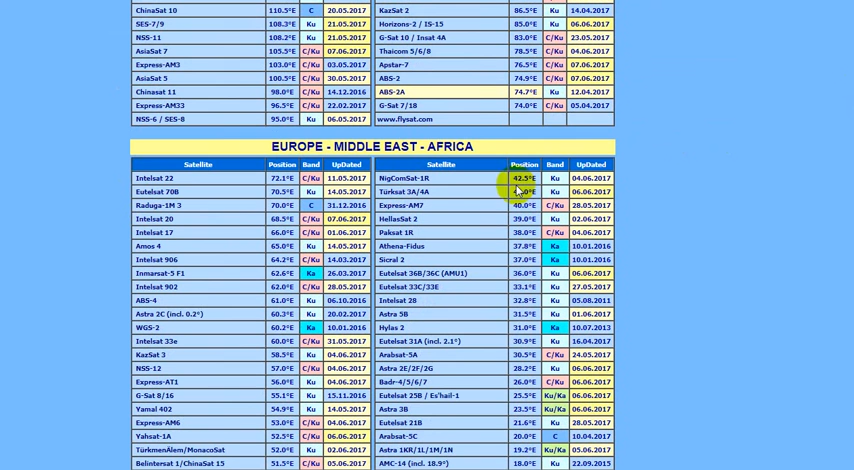 ChinaSat 10 110.5°E C 20.05.2017 KazSat 2 86.5°E Ku 14.04.2017
SES-7/9 108.3°E Ku 21.05.2017 Horizons-2 / IS-15 85.0°E Ku 06.06.2017
NSS-11 108.2°E Ku 21.05.2017 G-Sat 10 / Insat 4A 83.0°E C/Ku 23.05.2017
AsiaSat 7 105.5°E C/Ku 07.06.2017 Thaicom 5/6/8 78.5°E C/Ku 04.06.2017
Express-AM3 103.0°E C/Ku 03.05.2017 Apstar-7 76.5°E C/Ku 07.06.2017
AsiaSat 5 100.5°E C/Ku 30.05.2017 ABS-2 74.9°E C/Ku 07.06.2017
Chinasat 11 98.0°E C/Ku 14.12.2016 ABS-2A 74.7°E Ku 12.04.2017
Express-AM33 96.5°E C/Ku 22.02.2017 G-Sat 7/18 74.0°E C/Ku 05.04.2017
NSS-6 / SES-8 95.0°E Ku 06.05.2017 www.flysat.com
EUROPE - MIDDLE EAST - AFRICA
Satellite Position Band UpDated Satellite Position Band UpDated
Intelsat 22 72.1°E C/Ku 11.05.2017 NigComSat-1R 42.5°E Ku 04.06.2017
Eutelsat 70B 70.5°E Ku 14.05.2017 Türksat 3A/4A Ku 06.06.2017
Raduga-1M 3 70.0°E C 31.12.2016 Express-AM7 40.0°E C/Ku 28.05.2017
Intelsat 20 68.5°E C/Ku 07.06.2017 HellasSat 2 39.0°E Ku 02.06.2017
Intelsat 17 66.0°E C/Ku 01.06.2017 Paksat 1R 38.0°E C/Ku 04.06.2017
Amos 4 65.0°E Ku 14.05.2017 Athena-Fidus 37.8°E Ka 10.01.2016
Intelsat 906 64.2°E C/Ku 14.03.2017 Sicral 2 37.0°E Ka 10.01.2016
Inmarsat-5 F1 62.6°E Ka 26.03.2017 Eutelsat 36B/36C (AMU1) 36.0°E Ku 06.06.2017
Intelsat 902 62.0°E C/Ku 28.05.2017 Eutelsat 33C/33E 33.1°E Ku 27.05.2017
ABS-4 61.0°E Ku 06.10.2016 Intelsat 28 32.8°E Ku 05.08.2011
Astra 2C (incl. 0.2°) 60.3°E Ku 20.02.2017 Astra 5B 31.5°E Ku 01.06.2017
WGS-2 60.2°E Ka 10.01.2016 Hylas 2 31.0°E Ka 10.07.2013
Intelsat 33e 60.0°E C/Ku 31.05.2017 Eutelsat 31A (incl. 2.1°) 30.9°E Ku 16.04.2017
KazSat 3 58.5°E Ku 04.06.2017 Arabsat-5A 30.5°E C/Ku 24.05.2017
NSS-12 57.0°E C/Ku 04.06.2017 Astra 2E/2F/2G 28.2°E Ku 06.06.2017
Express-AT1 56.0°E Ku 04.06.2017 Badr-4/5/6/7 26.0°E C/Ku 06.06.2017
G-Sat 8/16 55.1°E Ku 15.11.2016 Eutelsat 25B / Es'hail-1 25.5°E Ku/Ka 06.06.2017
Yamal 402 54.9°E Ku 14.05.2017 Astra 3B 23.5°E Ku/Ka 06.06.2017
Express-AM6 53.0°E C/Ku 04.06.2017 Eutelsat 21B 21.6°E Ku 28.05.2017
Yahsat-1A 52.5°E C/Ku 06.06.2017 Arabsat-5C 20.0°E C 10.04.2017
TürkmenÄlem/MonacoSat 52.0°E Ku 02.06.2017 Astra 1KR/1L/1M/1N 19.2°E Ku/Ka 05.06.2017
Belintersat 1/ChinaSat 15 51.5°E C/Ku 05.06.2017 AMC-14 (incl. 18.9°) 18.0°E Ku 22.09.2015